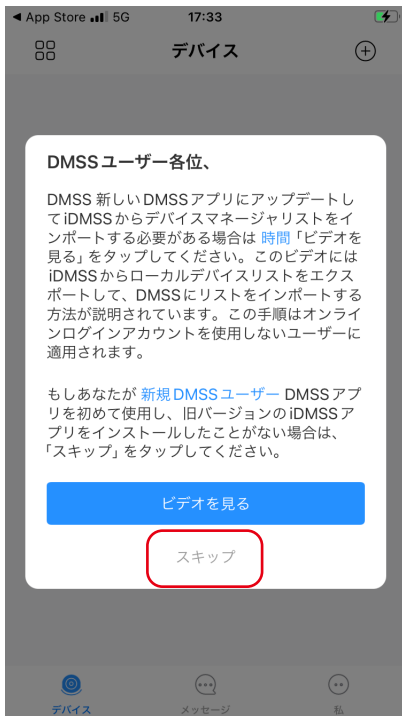 App Store 5G 17:33
デバイス
DMSSユーザー各位、
DMSS 新しいDMSSアプリにアップデートし
てiDMSSからデバイスマネージャリストをイ
ンポートする必要がある場合は 時間「ビデオを
見る」をタップしてください。このビデオには
iDMSSからローカルデバイスリストをエクス
ポートして、DMSSにリストをインポートする
方法が説明されています。この手順はオンライ
ンログインアカウントを使用しないユーザーに
適用されます。
もしあなたが 新規DMSSユーザー DMSSアプ
リを初めて使用し、旧バージョンのiDMSSア
プリをインストールしたことがない場合は、
「スキップ」をタップしてください。
ビデオを見る
スキップ
デバイス メッセージ 私